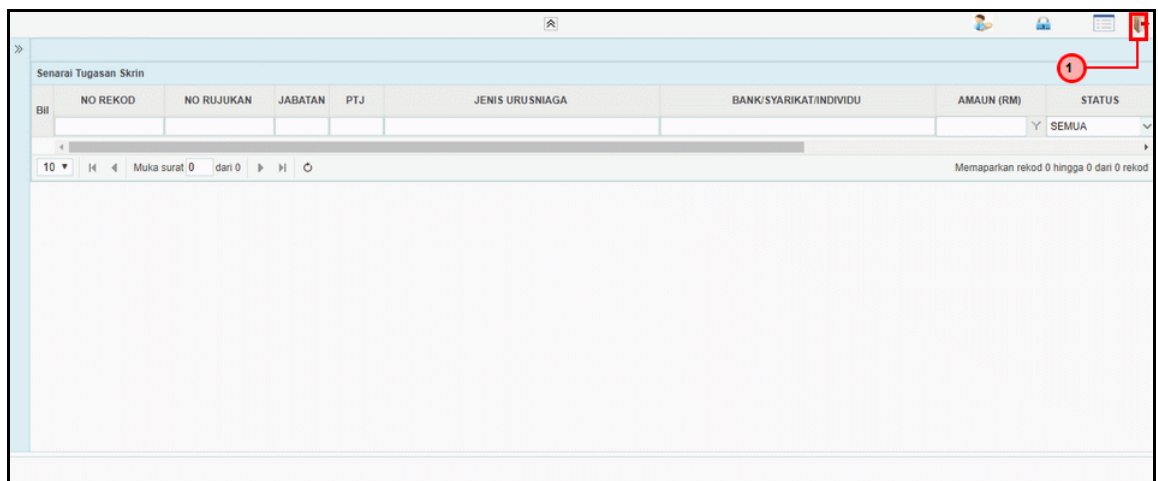 1
Senarai Tugasan Skrin
Bil NO REKOD NO RUJUKAN JABATAN PTJ JENIS URUSNIAGA BANK/SYARIKAT/INDIVIDU AMAUN (RM) STATUS
SEMUA
10 Muka surat 0 dari 0 Memaparkan rekod 0 hingga 0 dari 0 rekod